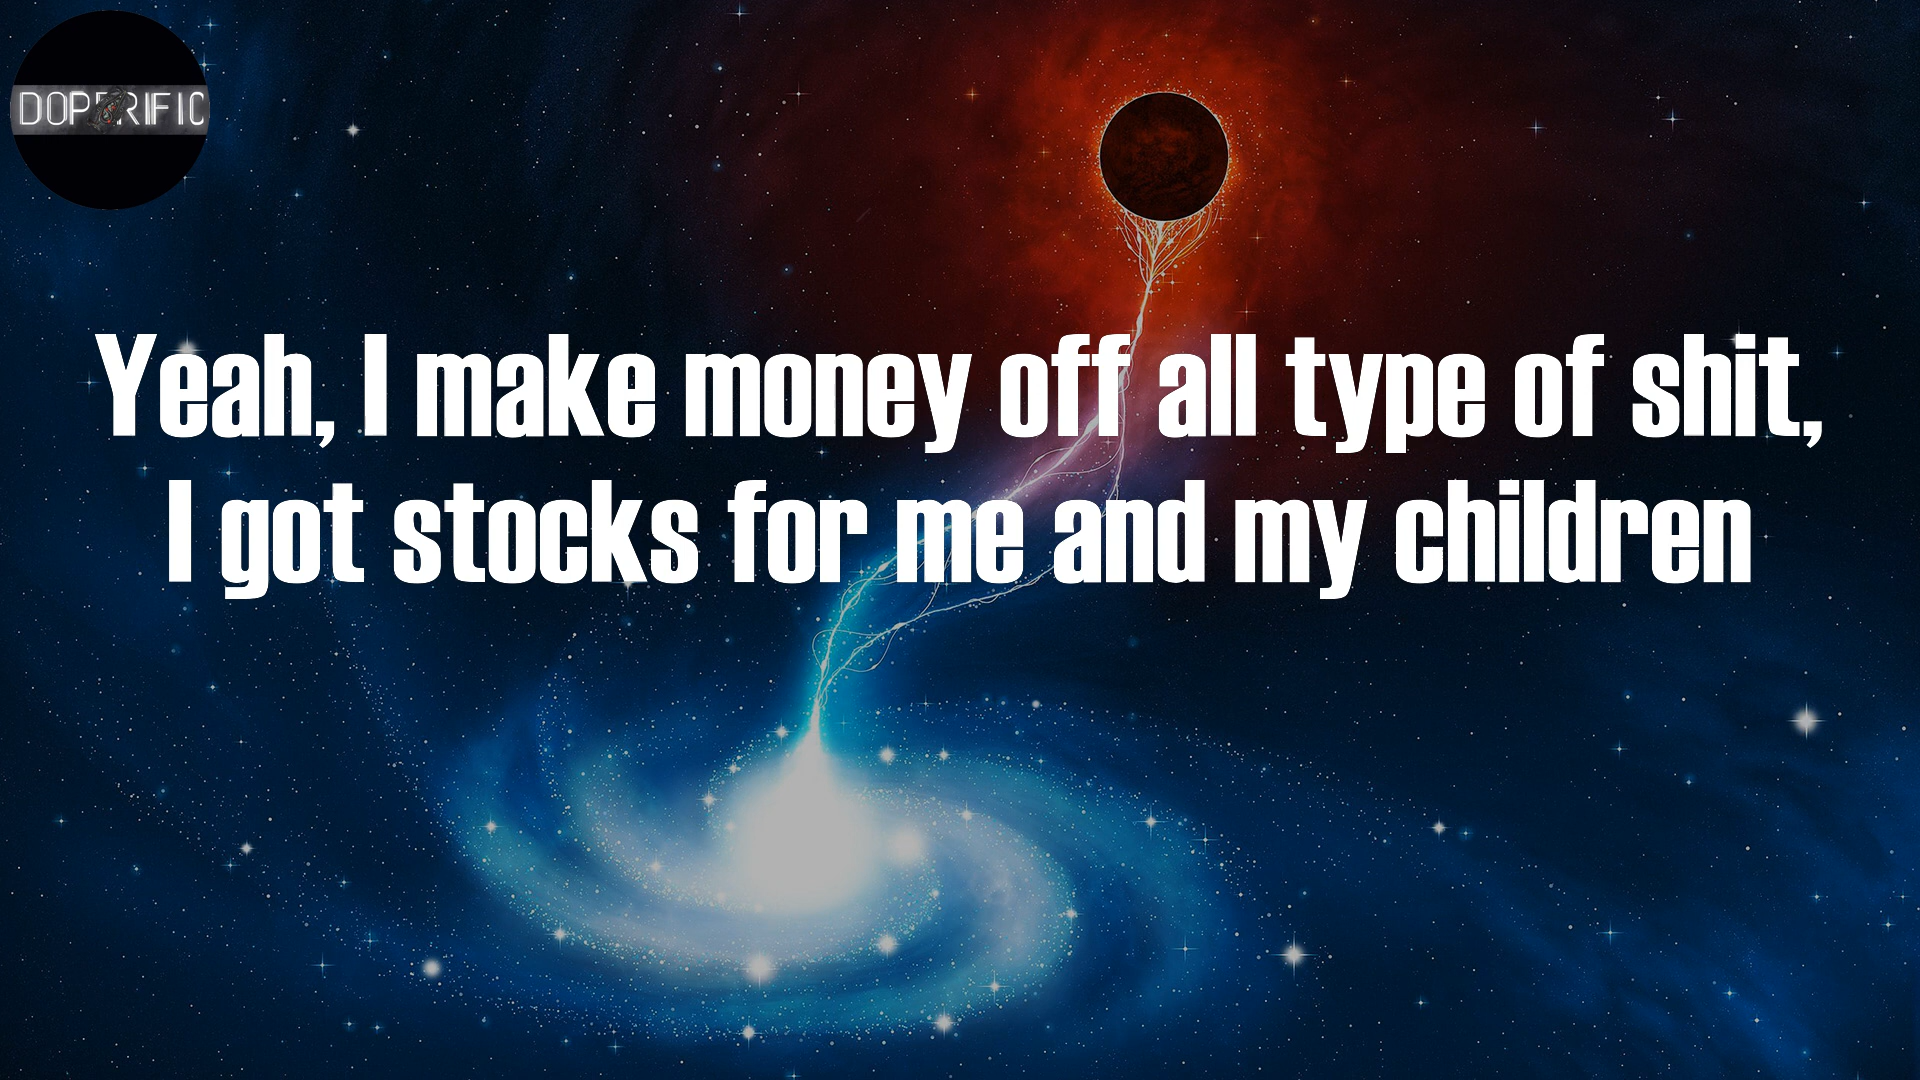 DOPERIFIC
Yeah, I make money off all type of shit,
I got stocks for me and my children